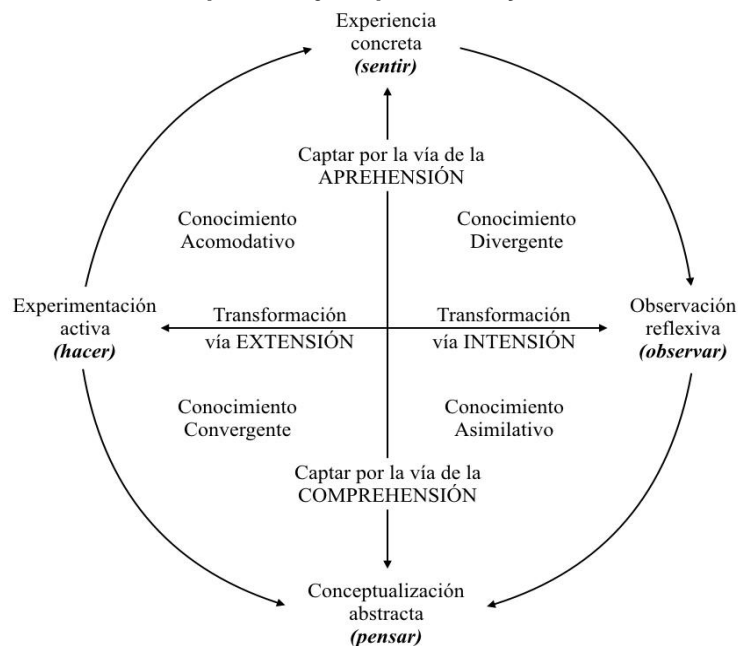 Experiencia
concreta
(sentir)
Captar por la vía de la
APREHENSIÓN
Conocimiento
Acomodativo
Conocimiento
Divergente
Experimentación
activa
(hacer)
Transformación
vía EXTENSIÓN
Transformación
vía INTENSIÓN
Observación
reflexiva
(observar)
Conocimiento
Convergente
Conocimiento
Asimilativo
Captar por la vía de la
COMPREHENSIÓN
Conceptualización
abstracta
(pensar)